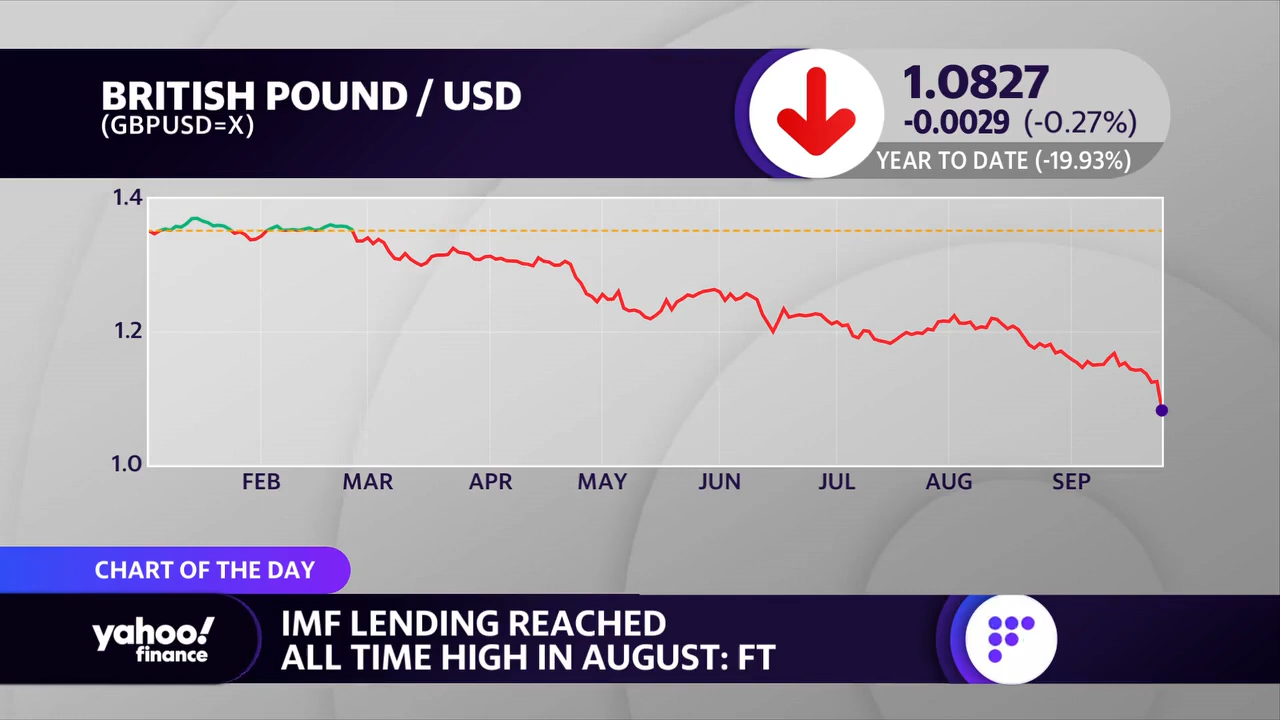 BRITISH POUND / USD
(GBPUSD=X)
1.0827
-0.0029 (-0.27%)
YEAR TO DATE (-19.93%)
1.4
1.2
1.0
FEB MAR APR MAY JUN JUL AUG SEP
CHART OF THE DAY
yahoo!
finance
IMF LENDING REACHED
ALL TIME HIGH IN AUGUST: FT